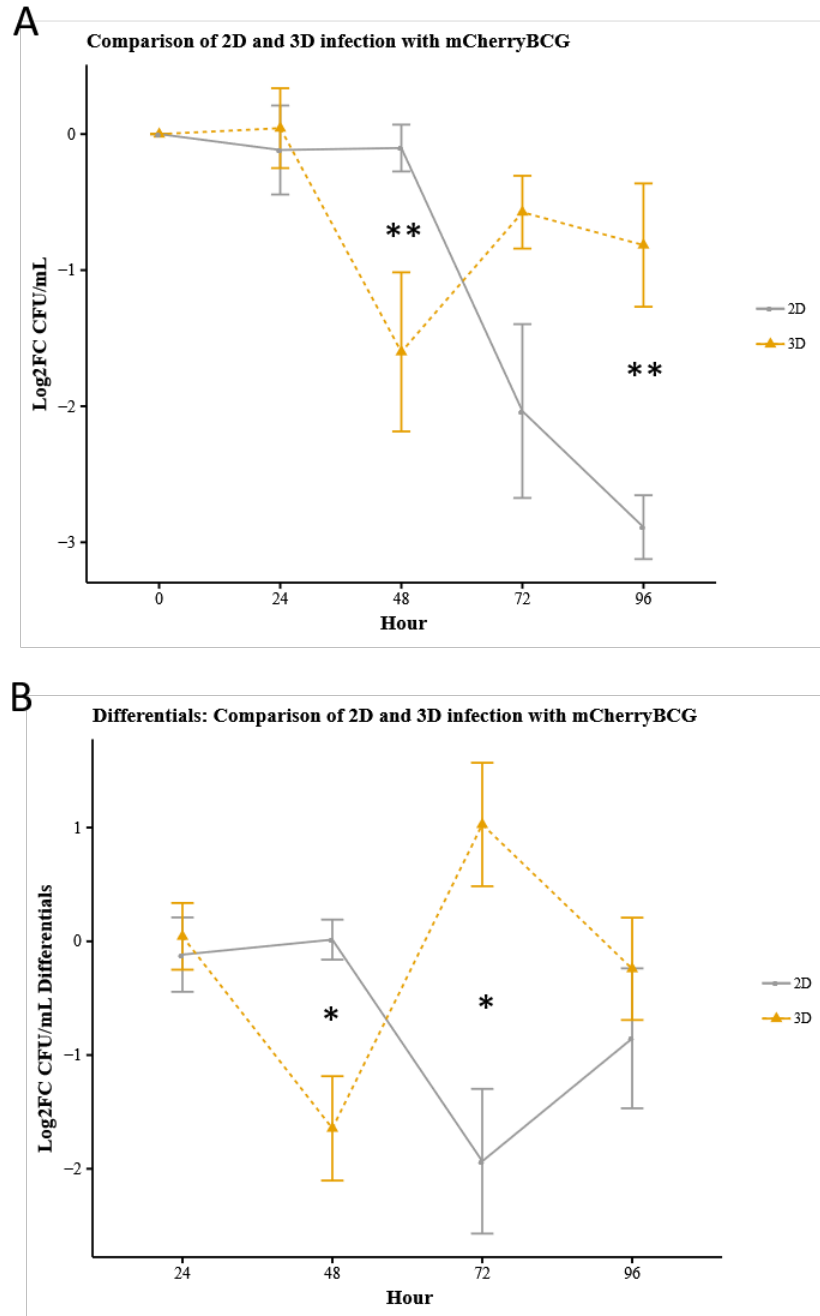 A
Comparison of 2D and 3D infection with mCherryBCG
0
−1
−2
−3
Log2FC CFU/mL
**
**
2D
3D
0 24 48 72 96
Hour
B
Differentials: Comparison of 2D and 3D infection with mCherryBCG
1
0
−1
−2
Log2FC CFU/mL Differentials
*
*
2D
3D
24 48 72 96
Hour